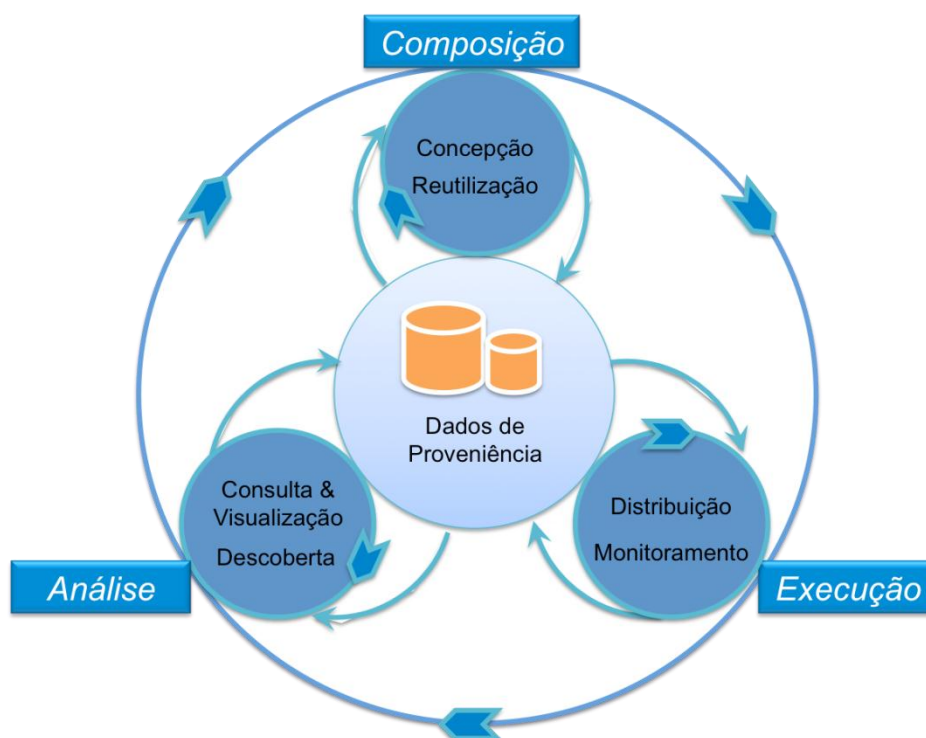 Composição
Concepção
Reutilização
Dados de
Proveniência
Consulta &
Visualização
Descoberta
Distribuição
Monitoramento
Análise
Execução